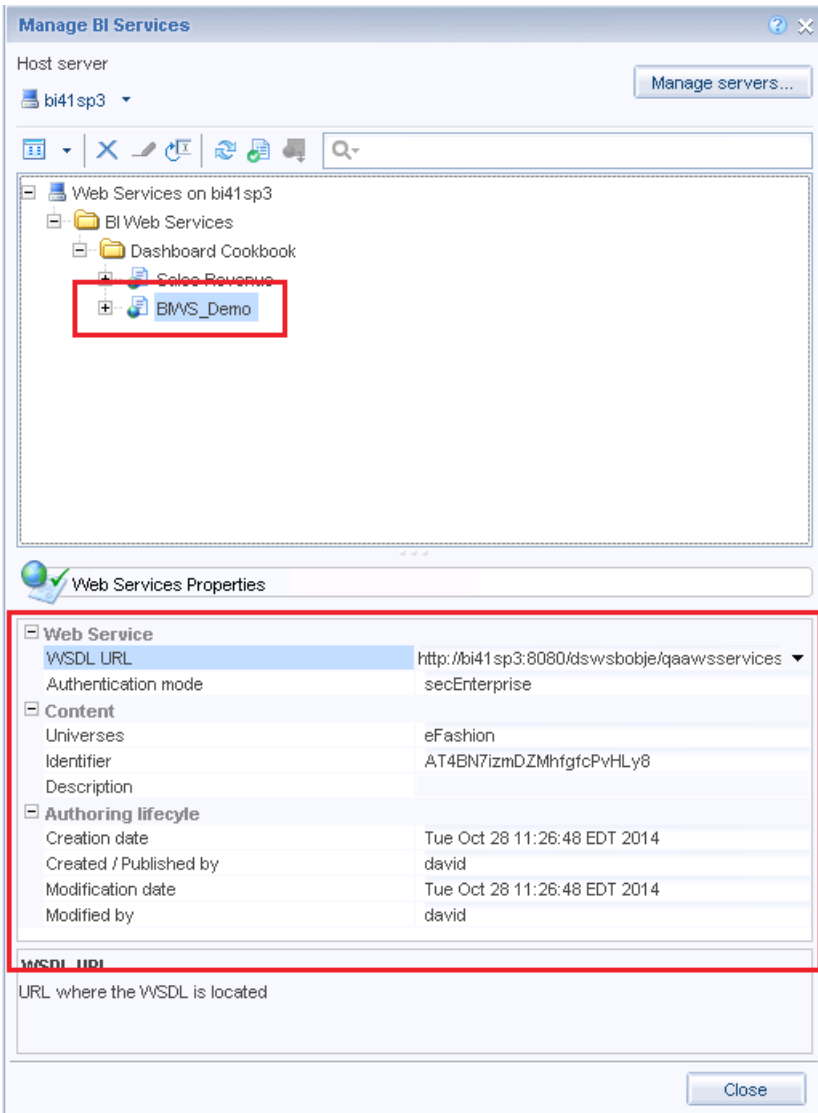 Manage BI Services
Host server
Manage servers...
bi41sp3
Web Services on bi41sp3
BI Web Services
Dashboard Cookbook
Sales Revenue
BIWS_Demo
Web Services Properties
Web Service
WSDL URL http://bi41sp3:8080/dswsbobje/qaawsservices
Authentication mode secEnterprise
Content
Universes eFashion
Identifier AT4BN7izmDZMhfgfcPvHLy8
Description
Authoring lifecyle
Creation date Tue Oct 28 11:26:48 EDT 2014
Created / Published by david
Modification date Tue Oct 28 11:26:48 EDT 2014
Modified by david
WSDL URL
URL where the WSDL is located
Close